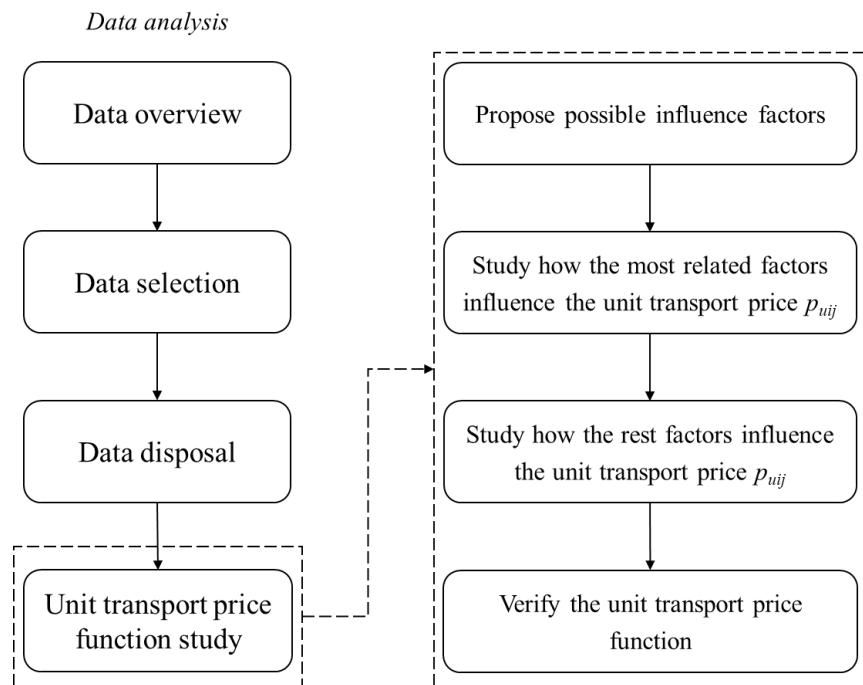 Data analysis
Data overview
Data selection
Data disposal
Unit transport price
function study
Propose possible influence factors
Study how the most related factors
influence the unit transport price p_uij
Study how the rest factors influence
the unit transport price p_uij
Verify the unit transport price
function